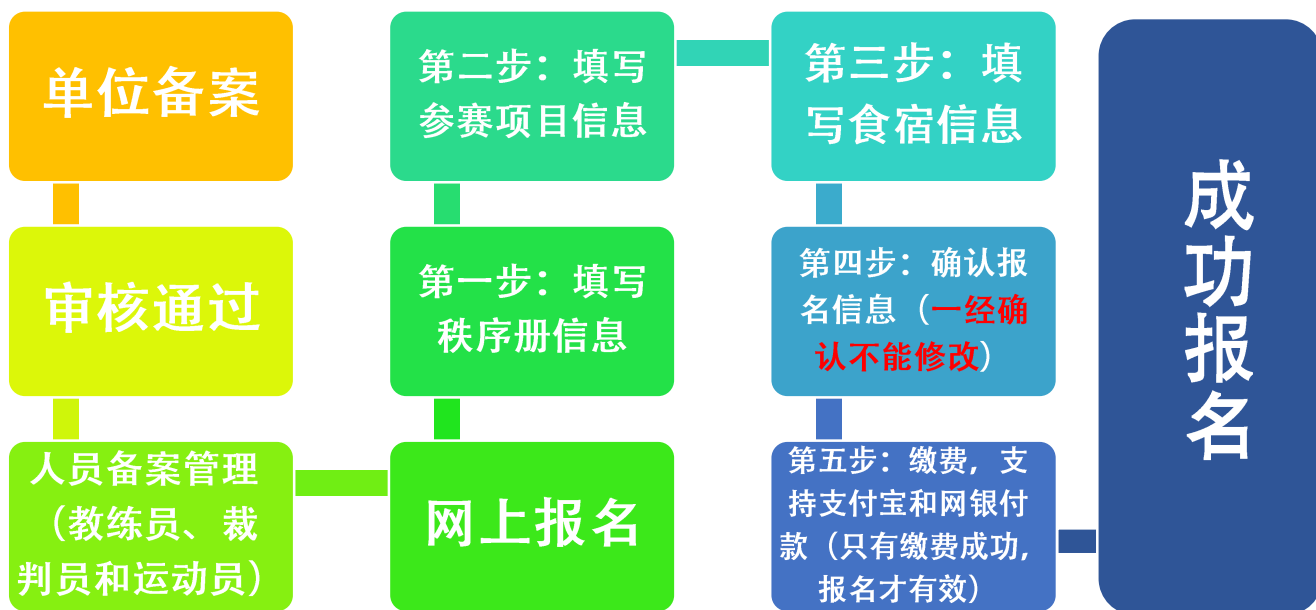 单位备案
审核通过
人员备案管理
（教练员、裁
判员和运动员）
网上报名
第一步：填写
秩序册信息
第二步：填写
参赛项目信息
第三步：填
写食宿信息
第四步：确认报
名信息（一经确
认不能修改）
第五步：缴费，支
持支付宝和网银付
款（只有缴费成功，
报名才有效）
成功报名